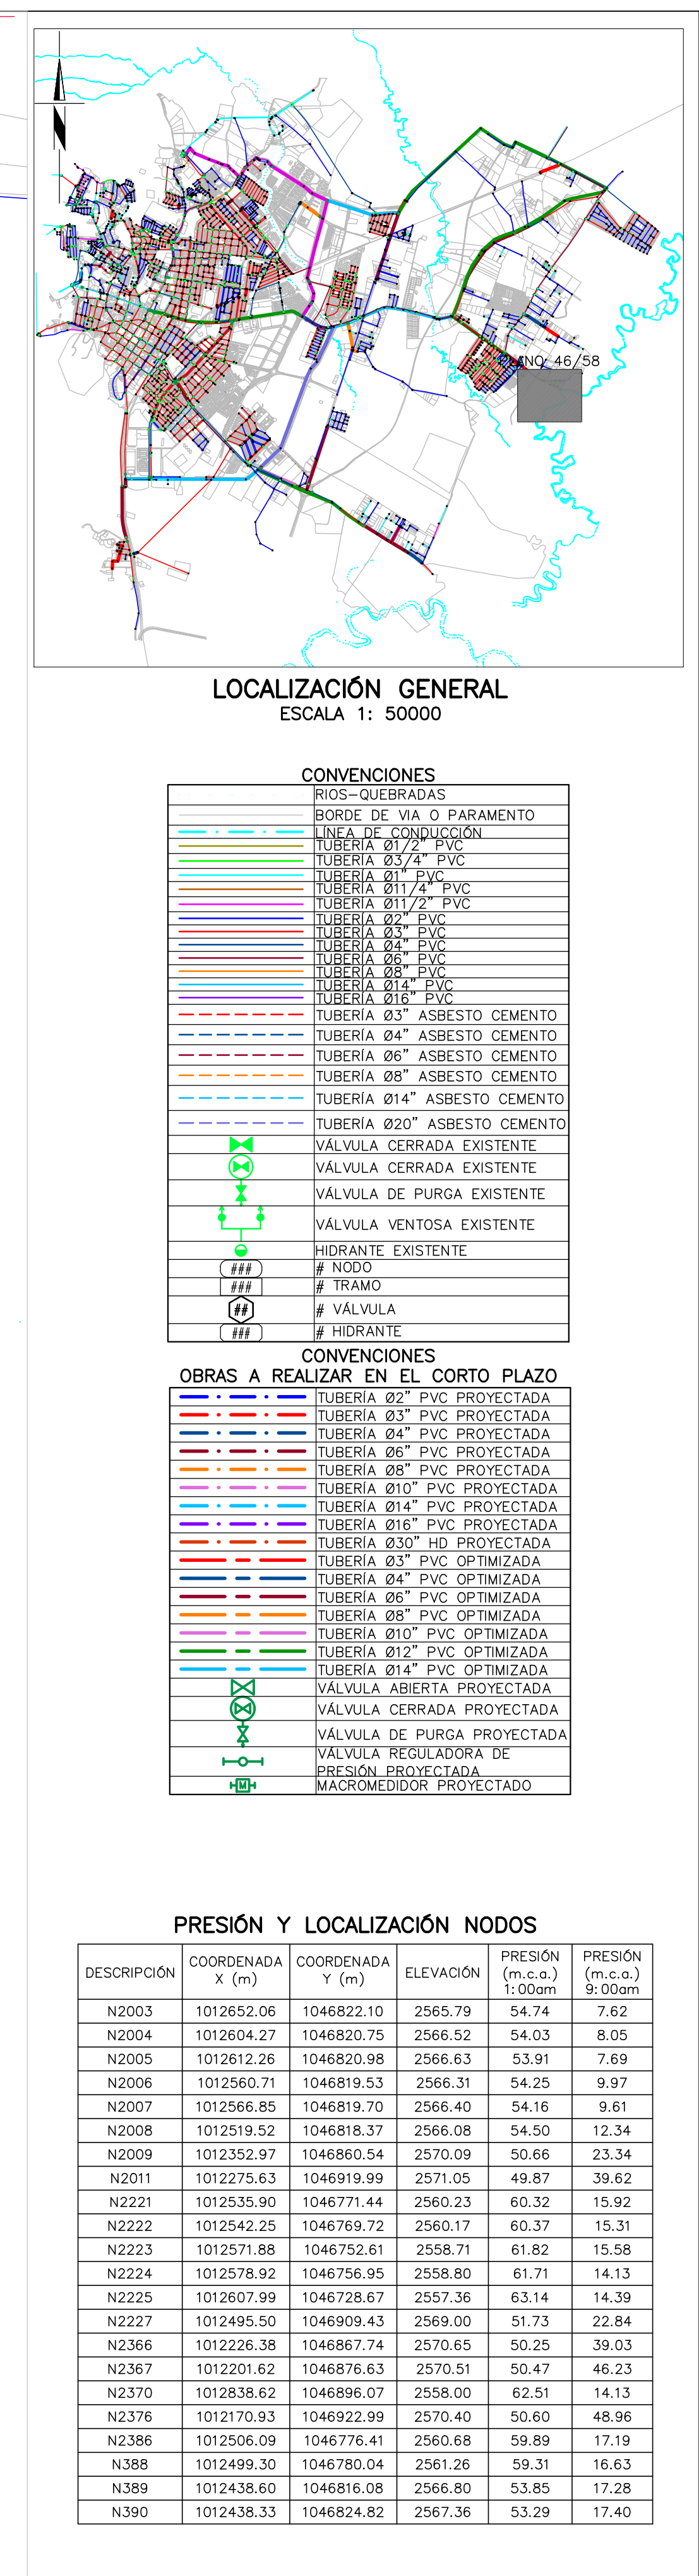 PLANO: 46/58
LOCALIZACIÓN GENERAL
ESCALA 1: 50000
CONVENCIONES
RIOS-QUEBRADAS
BORDE DE VIA O PARAMENTO
LÍNEA DE CONDUCCIÓN
TUBERÍA Ø1/2" PVC
TUBERÍA Ø3/4" PVC
TUBERÍA Ø1" PVC
TUBERÍA Ø11/4" PVC
TUBERÍA Ø11/2" PVC
TUBERÍA Ø2" PVC
TUBERÍA Ø3" PVC
TUBERÍA Ø4" PVC
TUBERÍA Ø6" PVC
TUBERÍA Ø8" PVC
TUBERÍA Ø14" PVC
TUBERÍA Ø16" PVC
TUBERÍA Ø3" ASBESTO CEMENTO
TUBERÍA Ø4" ASBESTO CEMENTO
TUBERÍA Ø6" ASBESTO CEMENTO
TUBERÍA Ø8" ASBESTO CEMENTO
TUBERÍA Ø14" ASBESTO CEMENTO
TUBERÍA Ø20" ASBESTO CEMENTO
VÁLVULA CERRADA EXISTENTE
VÁLVULA CERRADA EXISTENTE
VÁLVULA DE PURGA EXISTENTE
VÁLVULA VENTOSA EXISTENTE
HIDRANTE EXISTENTE
### # NODO
### # TRAMO
## # VÁLVULA
### # HIDRANTE
CONVENCIONES
OBRAS A REALIZAR EN EL CORTO PLAZO
TUBERÍA Ø2" PVC PROYECTADA
TUBERÍA Ø3" PVC PROYECTADA
TUBERÍA Ø4" PVC PROYECTADA
TUBERÍA Ø6" PVC PROYECTADA
TUBERÍA Ø8" PVC PROYECTADA
TUBERÍA Ø10" PVC PROYECTADA
TUBERÍA Ø14" PVC PROYECTADA
TUBERÍA Ø16" PVC PROYECTADA
TUBERÍA Ø30" HD PROYECTADA
TUBERÍA Ø3" PVC OPTIMIZADA
TUBERÍA Ø4" PVC OPTIMIZADA
TUBERÍA Ø6" PVC OPTIMIZADA
TUBERÍA Ø8" PVC OPTIMIZADA
TUBERÍA Ø10" PVC OPTIMIZADA
TUBERÍA Ø12" PVC OPTIMIZADA
TUBERÍA Ø14" PVC OPTIMIZADA
VÁLVULA ABIERTA PROYECTADA
VÁLVULA CERRADA PROYECTADA
VÁLVULA DE PURGA PROYECTADA
VÁLVULA REGULADORA DE
PRESIÓN PROYECTADA
M MACROMEDIDOR PROYECTADO
PRESIÓN Y LOCALIZACIÓN NODOS
DESCRIPCIÓN COORDENADA X (m) COORDENADA Y (m) ELEVACIÓN PRESIÓN (m.c.a.) 1:00am PRESIÓN (m.c.a.) 9:00am
N2003 1012652.06 1046822.10 2565.79 54.74 7.62
N2004 1012604.27 1046820.75 2566.52 54.03 8.05
N2005 1012612.26 1046820.98 2566.63 53.91 7.69
N2006 1012560.71 1046819.53 2566.31 54.25 9.97
N2007 1012566.85 1046819.70 2566.40 54.16 9.61
N2008 1012519.52 1046818.37 2566.08 54.50 12.34
N2009 1012352.97 1046860.54 2570.09 50.66 23.34
N2011 1012275.63 1046919.99 2571.05 49.87 39.62
N2221 1012535.90 1046771.44 2560.23 60.32 15.92
N2222 1012542.25 1046769.72 2560.17 60.37 15.31
N2223 1012571.88 1046752.61 2558.71 61.82 15.58
N2224 1012578.92 1046756.95 2558.80 61.71 14.13
N2225 1012607.99 1046728.67 2557.36 63.14 14.39
N2227 1012495.50 1046909.43 2569.00 51.73 22.84
N2366 1012226.38 1046867.74 2570.65 50.25 39.03
N2367 1012201.62 1046876.63 2570.51 50.47 46.23
N2370 1012838.62 1046896.07 2558.00 62.51 14.13
N2376 1012170.93 1046922.99 2570.40 50.60 48.96
N2386 1012506.09 1046776.41 2560.68 59.89 17.19
N388 1012499.30 1046780.04 2561.26 59.31 16.63
N389 1012438.60 1046816.08 2566.80 53.85 17.28
N390 1012438.33 1046824.82 2567.36 53.29 17.40